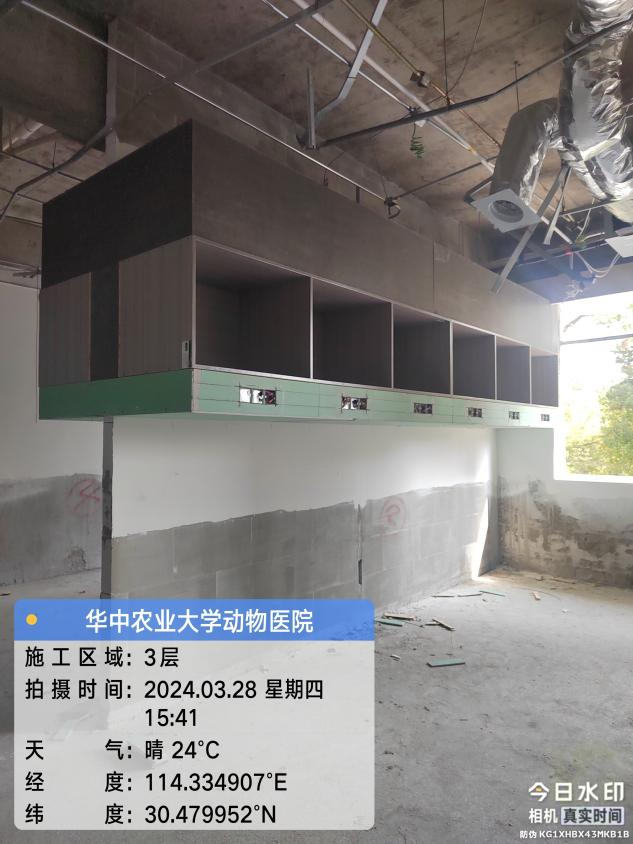 华中农业大学动物医院
施工区域：3层
拍摄时间：2024.03.28 星期四
15:41
天气：晴 24℃
经度：114.334907°E
纬度：30.479952°N
今日水印
相机 真实时间
防伪 KG1XHBX43MKB1B